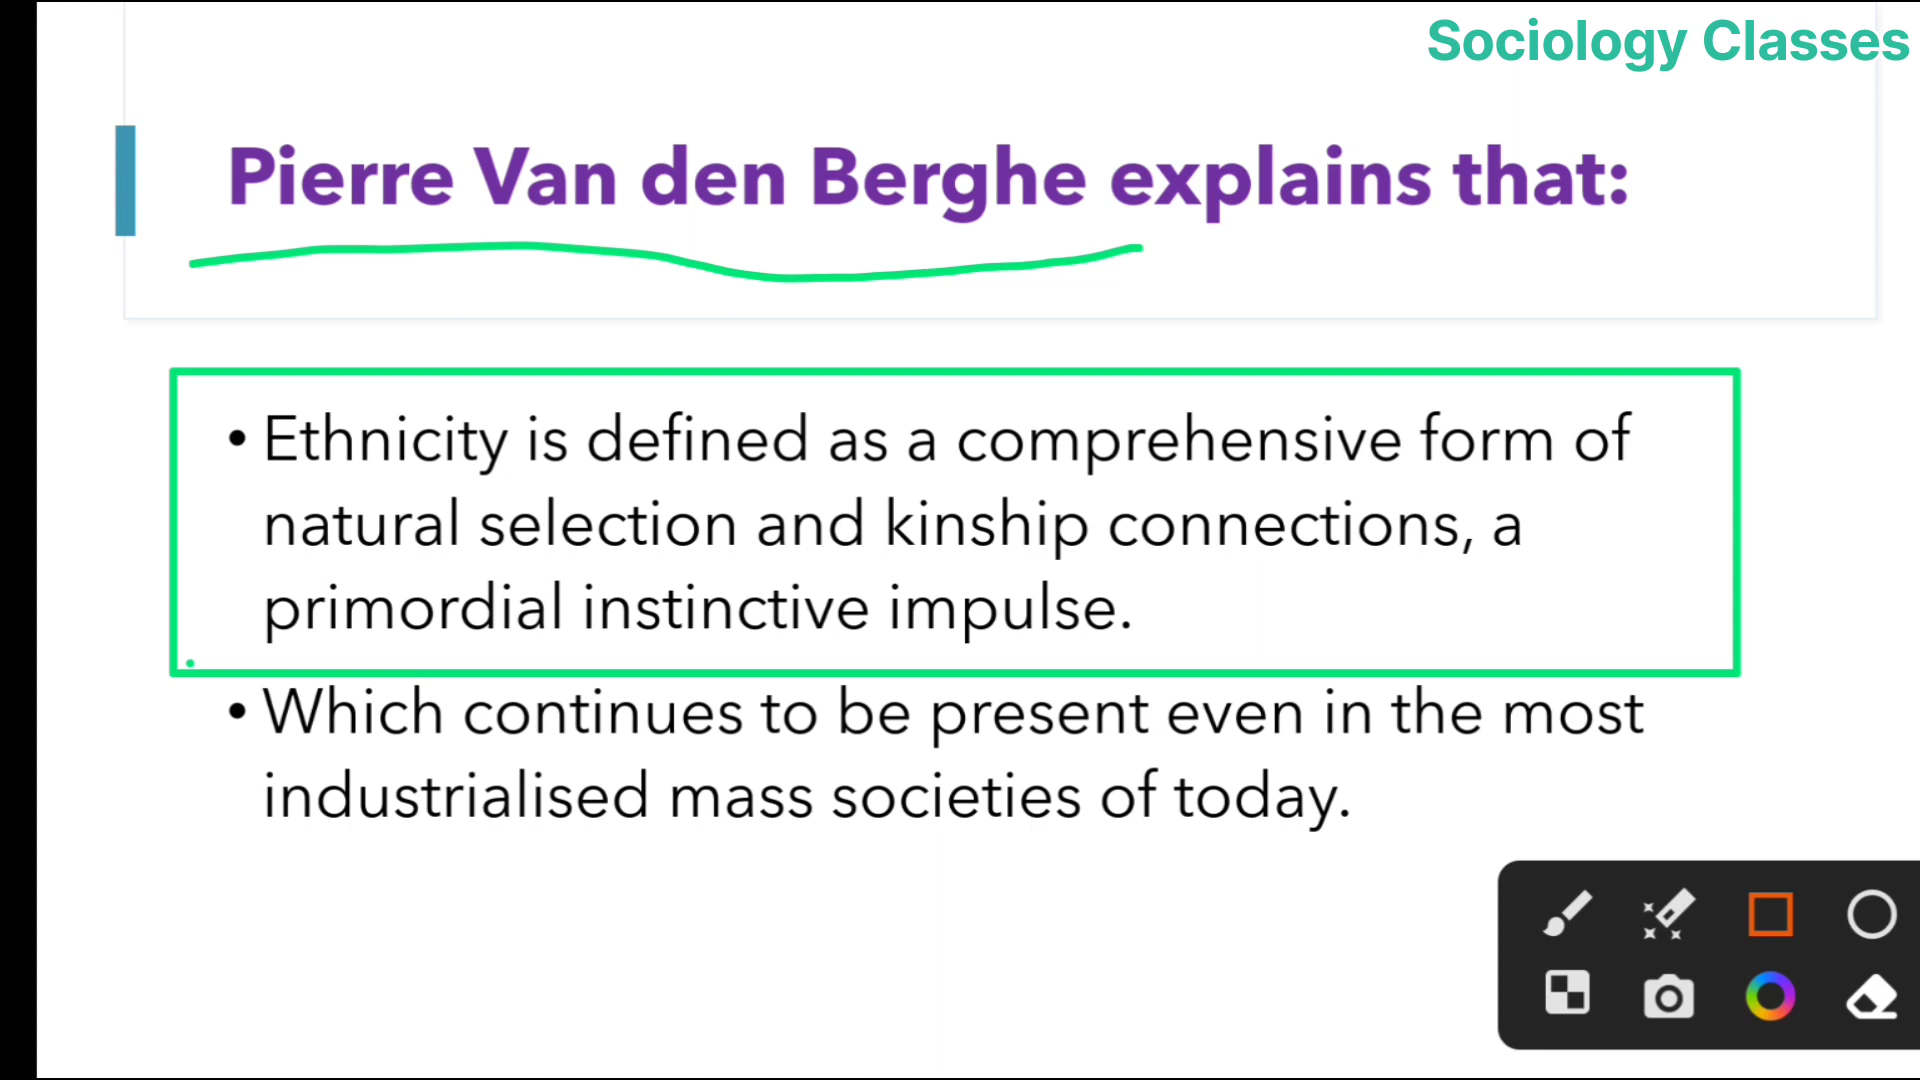 Sociology Classes
Pierre Van den Berghe explains that:
• Ethnicity is defined as a comprehensive form of
natural selection and kinship connections, a
primordial instinctive impulse.
• Which continues to be present even in the most
industrialised mass societies of today.